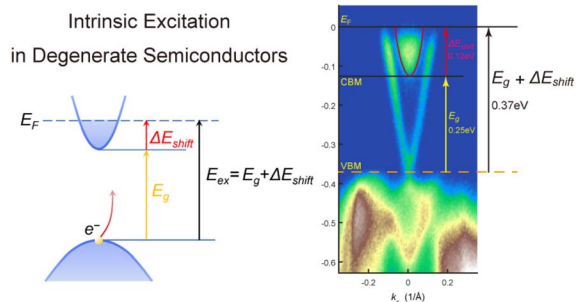 Intrinsic Excitation
in Degenerate Semiconductors
E_F
ΔE_shift
E_g
E_ex = E_g + ΔE_shift
e⁻
E_F
0
ΔE_shift
0.12eV
CBM
-0.1
E_g
0.25eV
-0.2
-0.3
VBM
-0.4
-0.5
-0.6
-0.2
0
0.2
(1/Å)
E_g + ΔE_shift
0.37eV